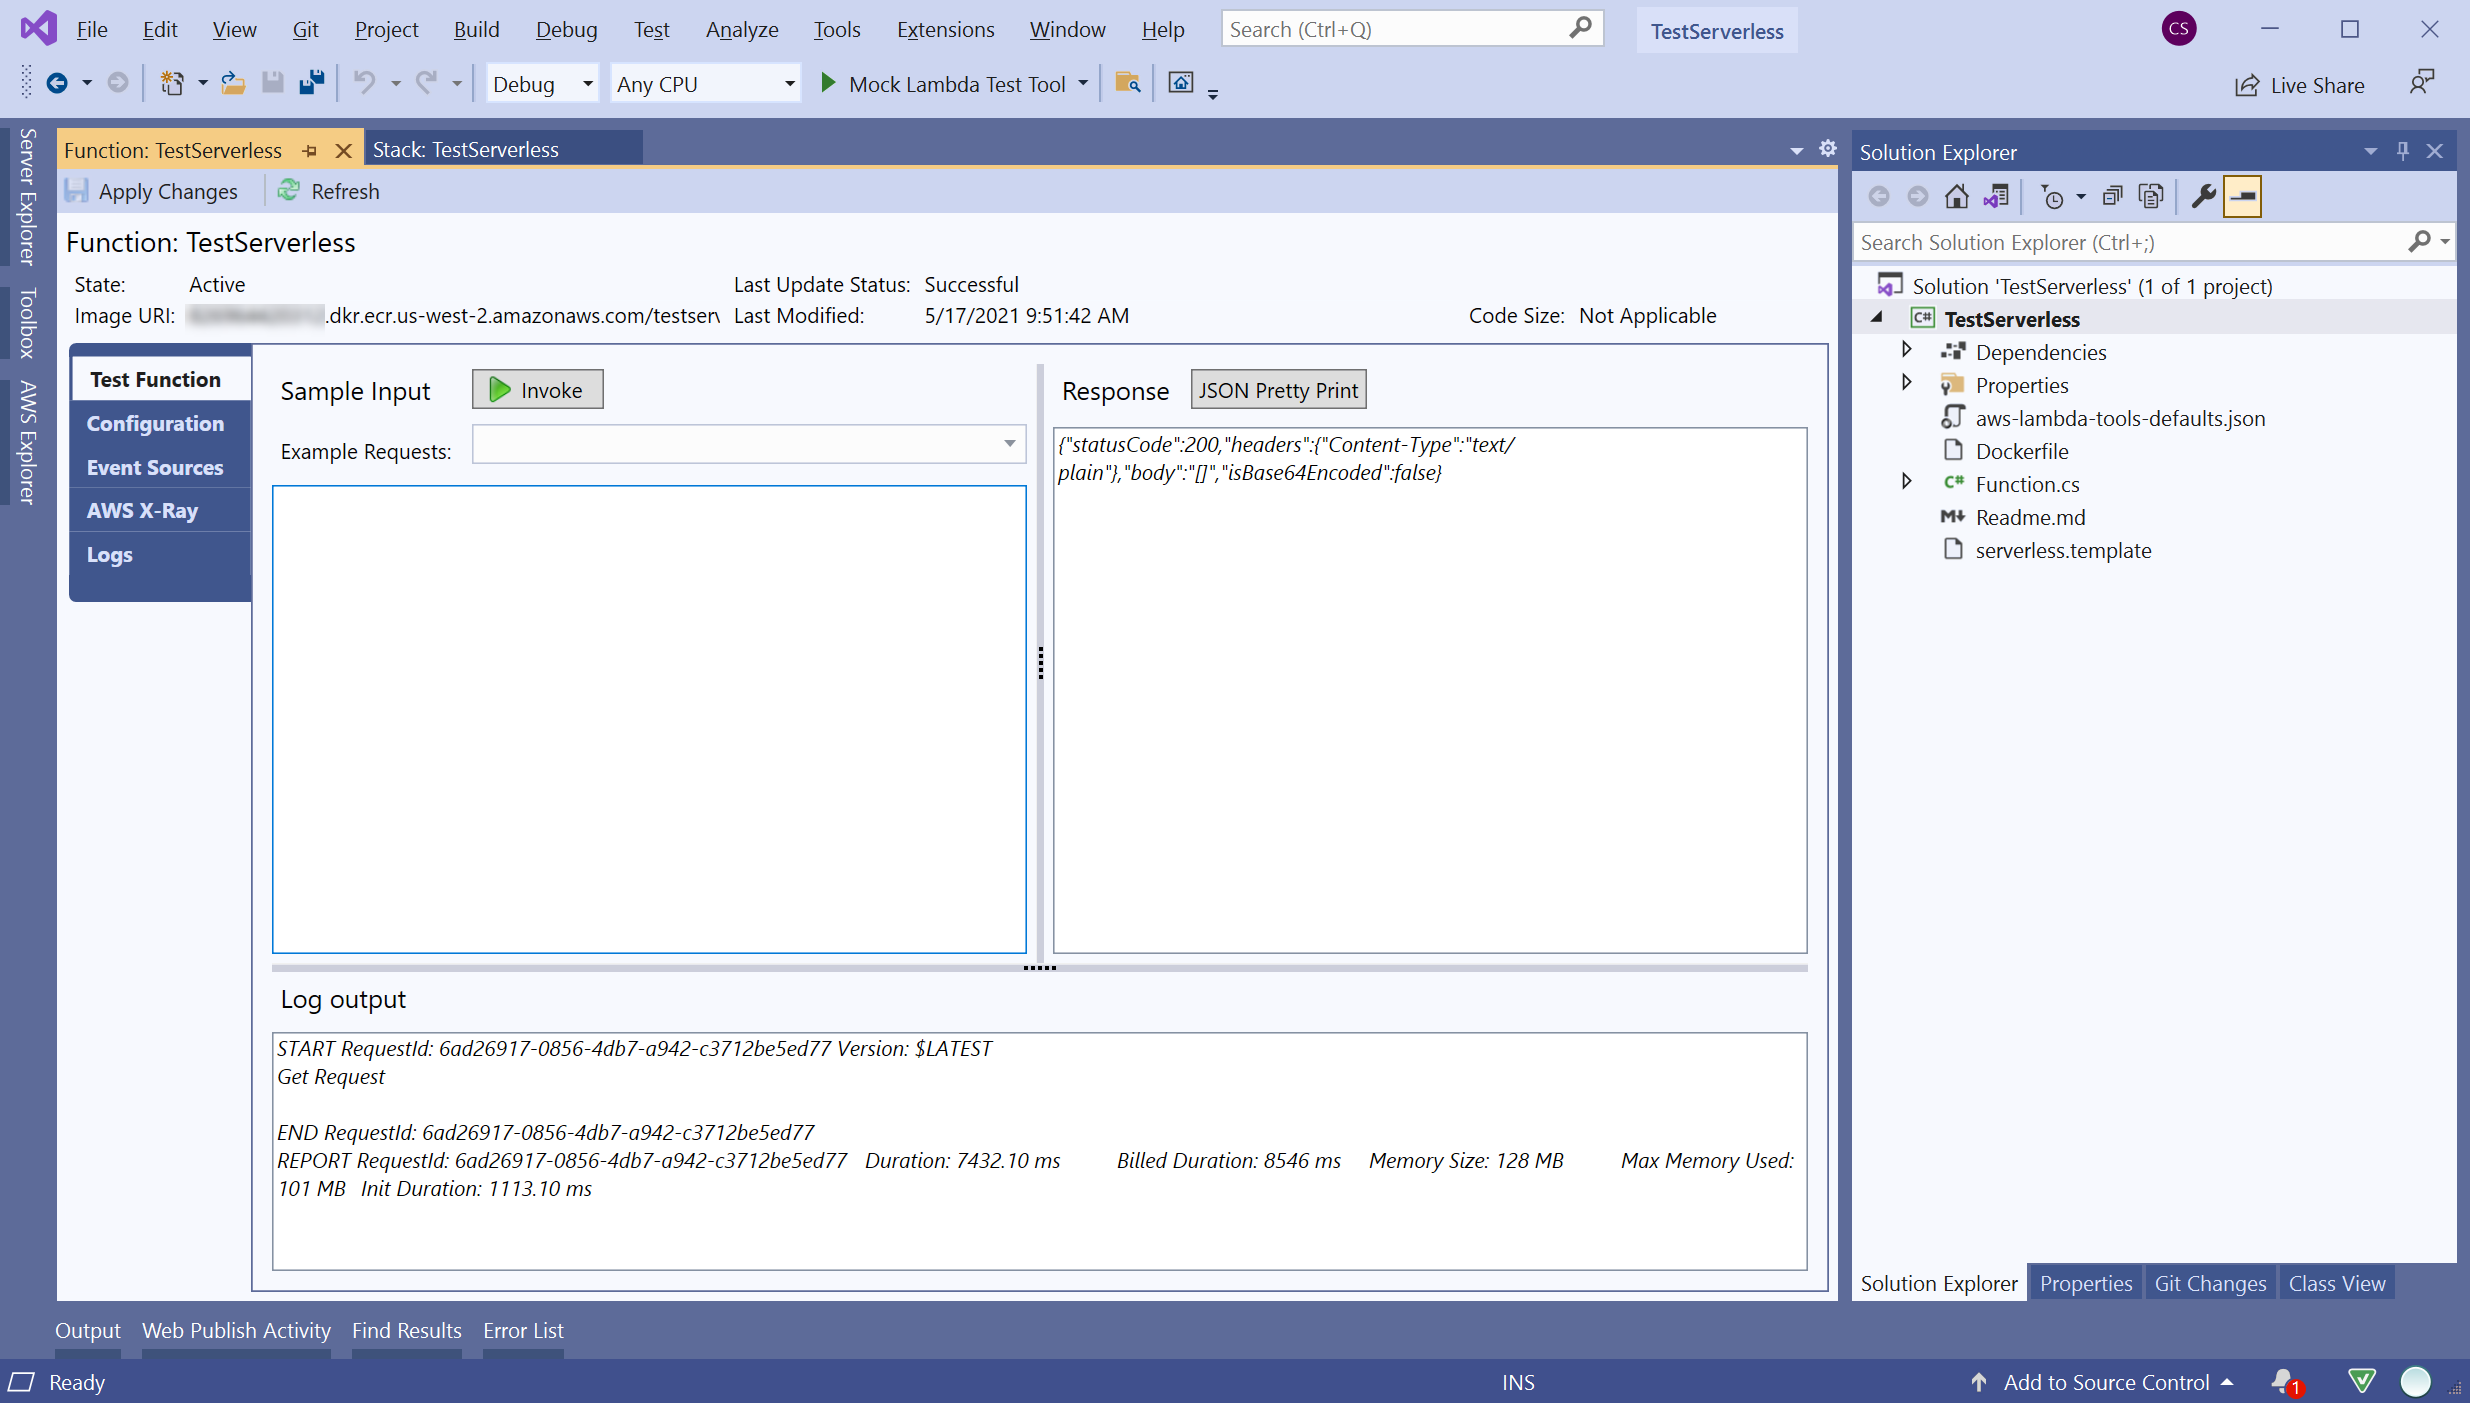 File Edit View Git Project Build Debug Test Analyze Tools Extensions Window Help Search (Ctrl+Q) TestServerless CS
Debug Any CPU Mock Lambda Test Tool Live Share
Server Explorer
Toolbox
AWS Explorer
Function: TestServerless Stack: TestServerless
Apply Changes Refresh
Function: TestServerless
State: Active Last Update Status: Successful
Image URI: .dkr.ecr.us-west-2.amazonaws.com/testserv Last Modified: 5/17/2021 9:51:42 AM Code Size: Not Applicable
Test Function
Configuration
Event Sources
AWS X-Ray
Logs
Sample Input Invoke
Example Requests:
Response JSON Pretty Print
{"statusCode":200,"headers":{"Content-Type":"text/
plain"},"body":"[]","isBase64Encoded":false}
Log output
START RequestId: 6ad26917-0856-4db7-a942-c3712be5ed77 Version: $LATEST
Get Request
END RequestId: 6ad26917-0856-4db7-a942-c3712be5ed77
REPORT RequestId: 6ad26917-0856-4db7-a942-c3712be5ed77 Duration: 7432.10 ms Billed Duration: 8546 ms Memory Size: 128 MB Max Memory Used:
101 MB Init Duration: 1113.10 ms
Solution Explorer
Search Solution Explorer (Ctrl+;)
Solution 'TestServerless' (1 of 1 project)
C# TestServerless
Dependencies
Properties
aws-lambda-tools-defaults.json
Dockerfile
C# Function.cs
M Readme.md
serverless.template
Solution Explorer Properties Git Changes Class View
Output Web Publish Activity Find Results Error List
Ready INS Add to Source Control 1